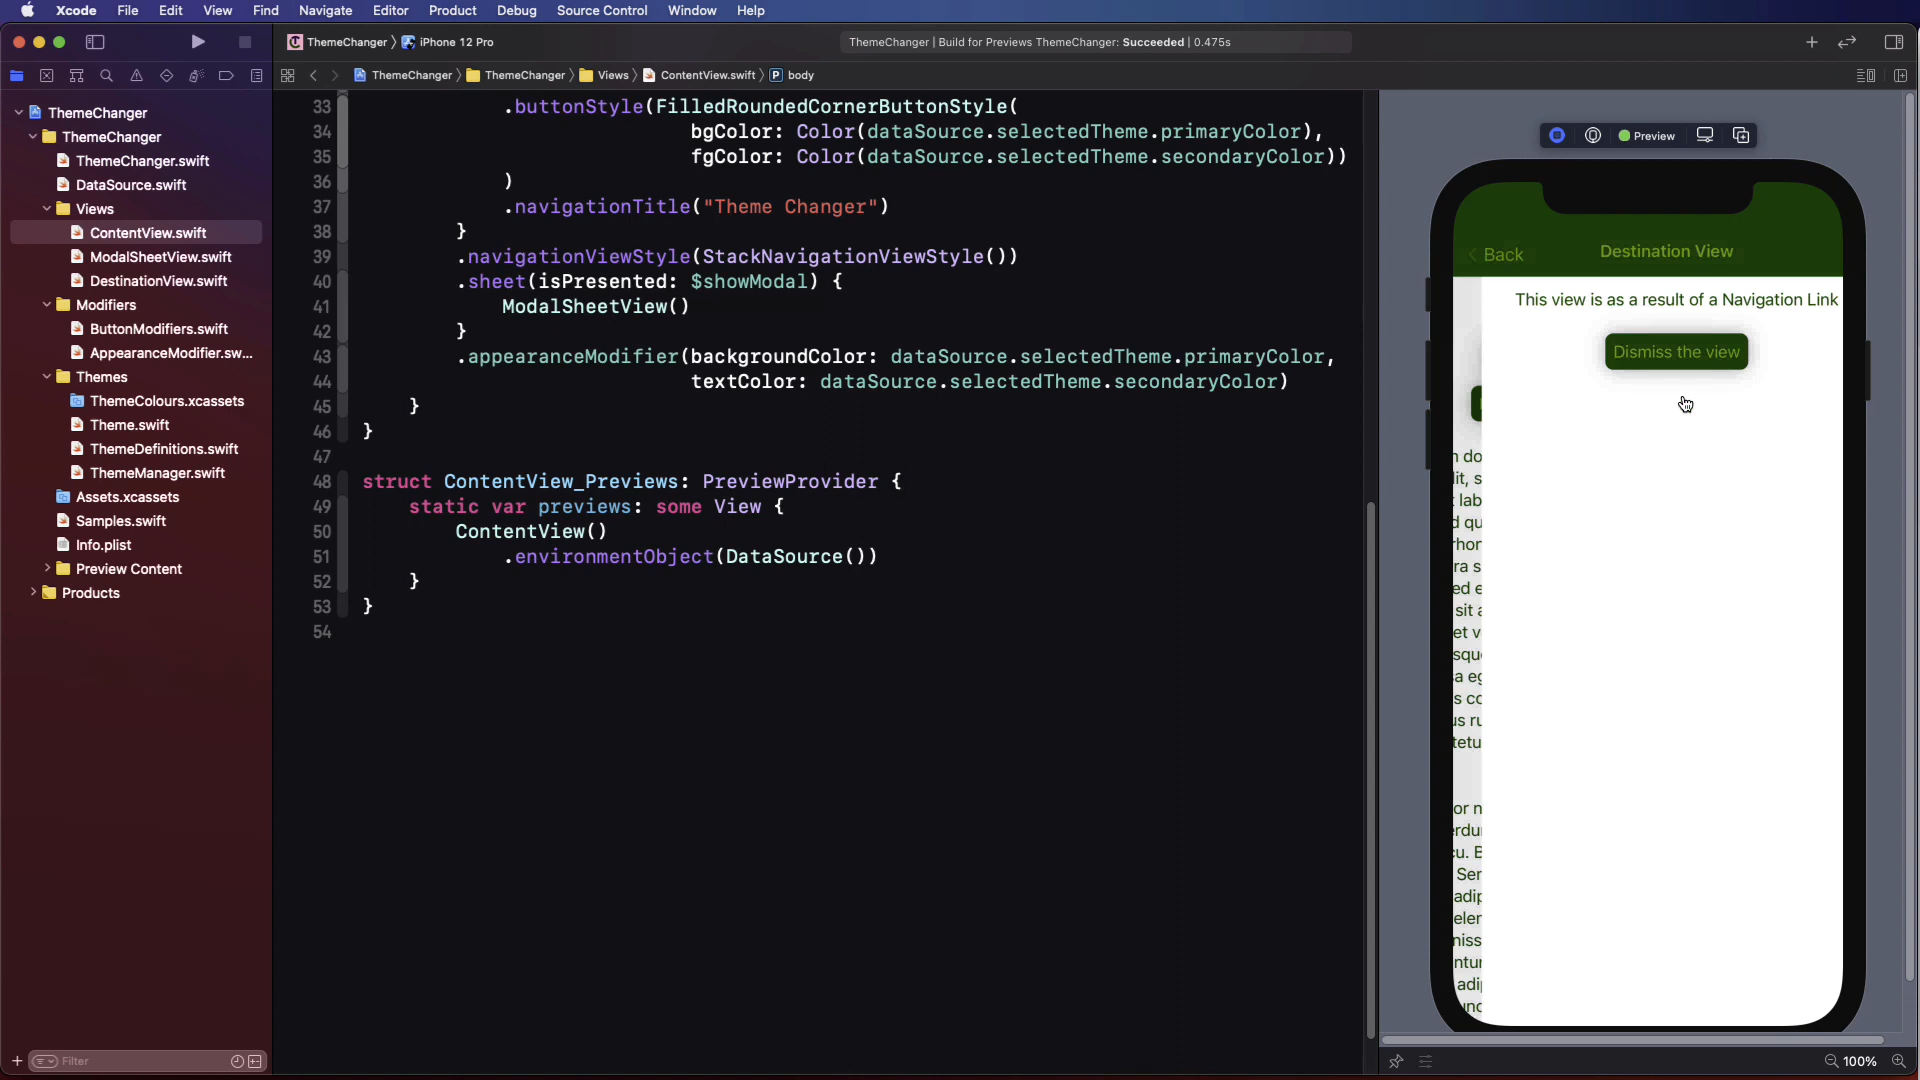 Xcode File Edit View Find Navigate Editor Product Debug Source Control Window Help
ThemeChanger 〉 iPhone 12 Pro
ThemeChanger | Build for Previews ThemeChanger: Succeeded | 0.475s
ThemeChanger 〉 ThemeChanger 〉 Views 〉 ContentView.swift 〉 P body
ThemeChanger
ThemeChanger
ThemeChanger.swift
DataSource.swift
Views
ContentView.swift
ModalSheetView.swift
DestinationView.swift
Modifiers
ButtonModifiers.swift
AppearanceModifier.sw...
Themes
ThemeColours.xcassets
Theme.swift
ThemeDefinitions.swift
ThemeManager.swift
Assets.xcassets
Samples.swift
Info.plist
Preview Content
Products
Filter
33 .buttonStyle(FilledRoundedCornerButtonStyle(
34 bgColor: Color(dataSource.selectedTheme.primaryColor),
35 fgColor: Color(dataSource.selectedTheme.secondaryColor))
36 )
37 .navigationTitle("Theme Changer")
38 }
39 .navigationViewStyle(StackNavigationViewStyle())
40 .sheet(isPresented: $showModal) {
41 ModalSheetView()
42 }
43 .appearanceModifier(backgroundColor: dataSource.selectedTheme.primaryColor,
44 textColor: dataSource.selectedTheme.secondaryColor)
45 }
46 }
47
48 struct ContentView_Previews: PreviewProvider {
49 static var previews: some View {
50 ContentView()
51 .environmentObject(DataSource())
52 }
53 }
54
Preview
Back
Destination View
This view is as a result of a Navigation Link
Dismiss the view
100%